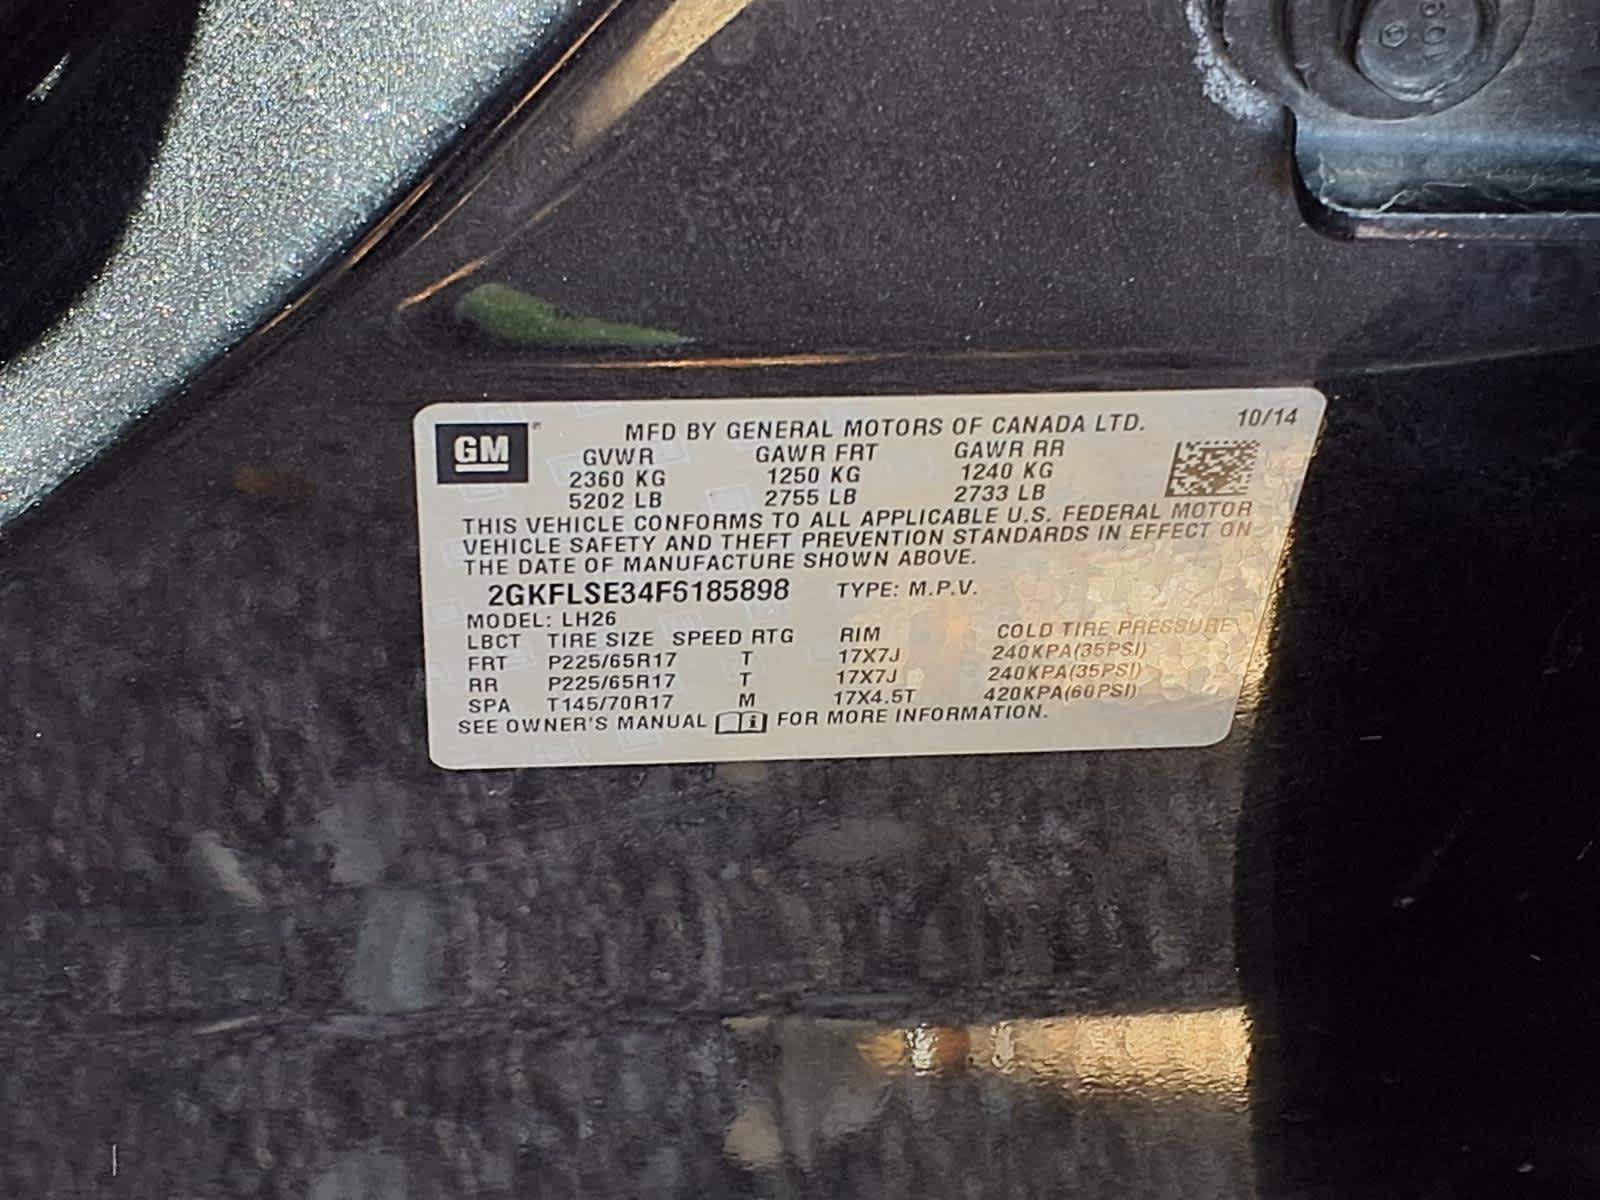 GM
MFD BY GENERAL MOTORS OF CANADA LTD. 10/14
GVWR GAWR FRT GAWR RR
2360 KG 1250 KG 1240 KG
5202 LB 2755 LB 2733 LB
THIS VEHICLE CONFORMS TO ALL APPLICABLE U.S. FEDERAL MOTOR
VEHICLE SAFETY AND THEFT PREVENTION STANDARDS IN EFFECT ON
THE DATE OF MANUFACTURE SHOWN ABOVE.
2GKFLSE34F6185898 TYPE: M.P.V.
MODEL: LH26
LBCT TIRE SIZE SPEED RTG RIM COLD TIRE PRESSURE
FRT P225/65R17 T 17X7J 240KPA(35PSI)
RR P225/65R17 T 17X7J 240KPA(35PSI)
SPA T145/70R17 M 17X4.5T 420KPA(60PSI)
SEE OWNER'S MANUAL FOR MORE INFORMATION.